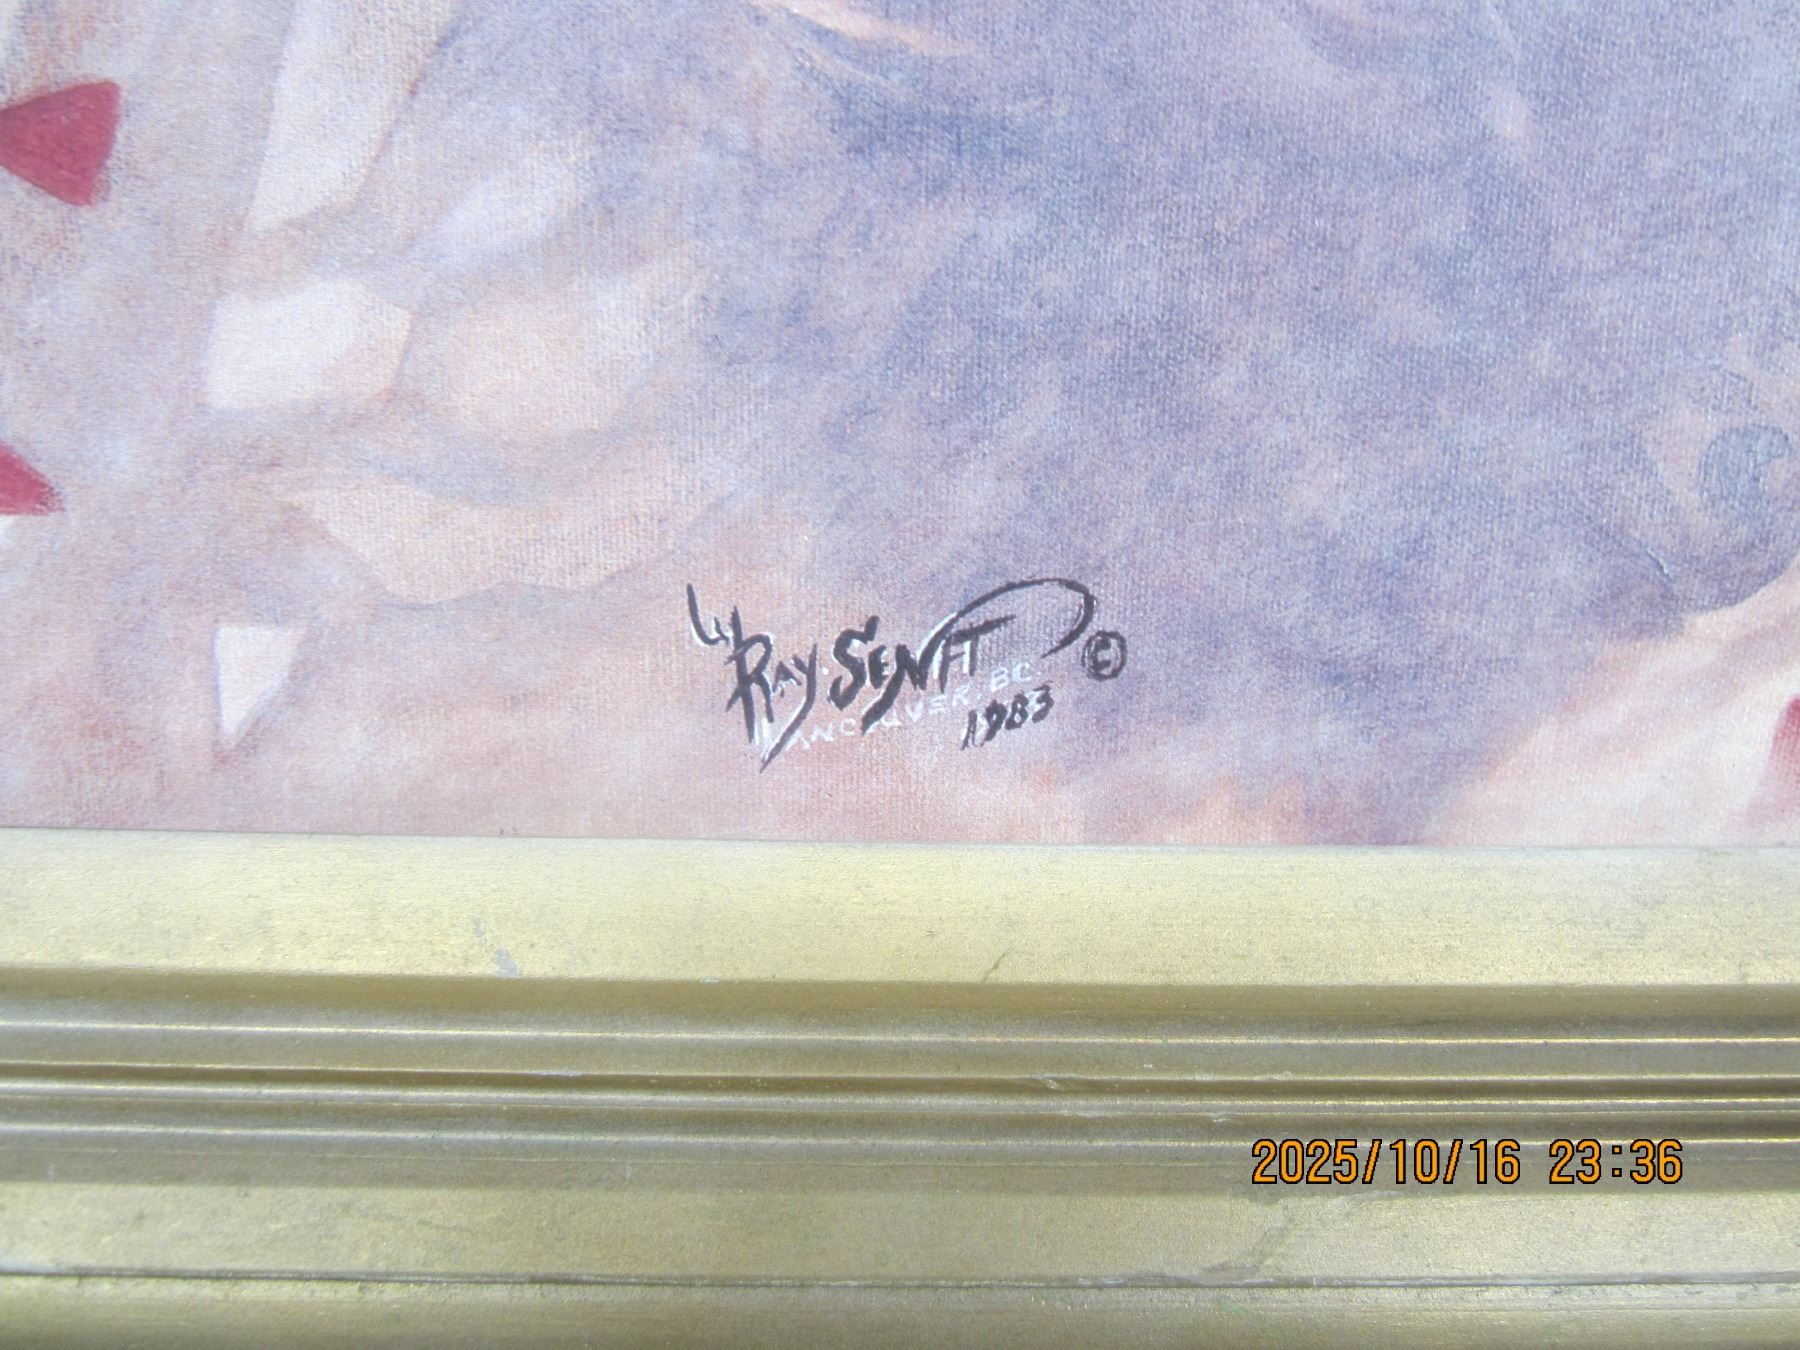 RAY SENFT ©
VANCOUVER. BC
1983
2025/10/16 23:36